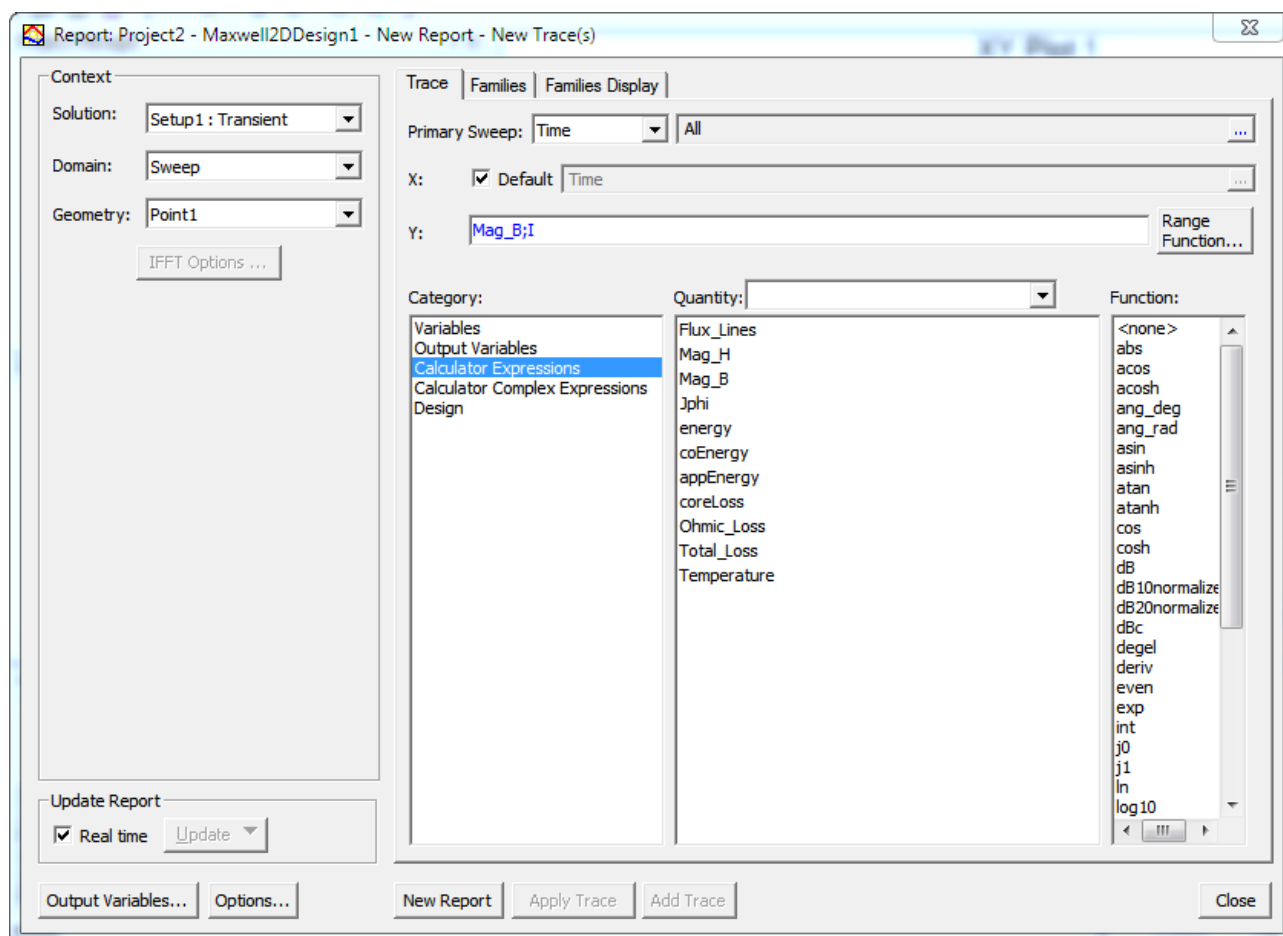 Report: Project2 - Maxwell2DDesign1 - New Report - New Trace(s)
XY Plot 1
Context
Solution: Setup1 : Transient
Domain: Sweep
Geometry: Point1
IFFT Options ...
Trace Families Families Display
Primary Sweep: Time All ...
X: Default Time ...
Y: Mag_B;I
Range
Function...
Category:
Variables
Output Variables
Calculator Expressions
Calculator Complex Expressions
Design
Quantity:
Flux_Lines
Mag_H
Mag_B
Jphi
energy
coEnergy
appEnergy
coreLoss
Ohmic_Loss
Total_Loss
Temperature
Function:
<none>
abs
acos
acosh
ang_deg
ang_rad
asin
asinh
atan
atanh
cos
cosh
dB
dB10normalize
dB20normalize
dBc
degel
deriv
even
exp
int
j0
j1
ln
log10
Update Report
Real time Update
Output Variables... Options... New Report Apply Trace Add Trace Close